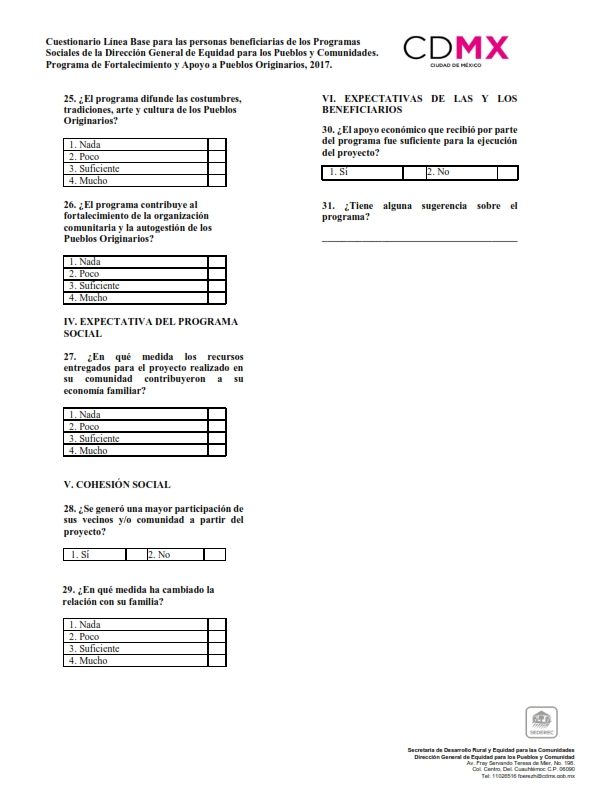 Cuestionario Línea Base para las personas beneficiarias de los Programas
Sociales de la Dirección General de Equidad para los Pueblos y Comunidades.
Programa de Fortalecimiento y Apoyo a Pueblos Originarios, 2017.
CDMX
CIUDAD DE MÉXICO
25. ¿El programa difunde las costumbres,
tradiciones, arte y cultura de los Pueblos
Originarios?
1. Nada
2. Poco
3. Suficiente
4. Mucho
26. ¿El programa contribuye al
fortalecimiento de la organización
comunitaria y la autogestión de los
Pueblos Originarios?
1. Nada
2. Poco
3. Suficiente
4. Mucho
IV. EXPECTATIVA DEL PROGRAMA
SOCIAL
27. ¿En qué medida los recursos
entregados para el proyecto realizado en
su comunidad contribuyeron a su
economía familiar?
1. Nada
2. Poco
3. Suficiente
4. Mucho
V. COHESIÓN SOCIAL
28. ¿Se generó una mayor participación de
sus vecinos y/o comunidad a partir del
proyecto?
1. Sí 2. No
29. ¿En qué medida ha cambiado la
relación con su familia?
1. Nada
2. Poco
3. Suficiente
4. Mucho
VI. EXPECTATIVAS DE LAS Y LOS
BENEFICIARIOS
30. ¿El apoyo económico que recibió por parte
del programa fue suficiente para la ejecución
del proyecto?
1. Sí 2. No
31. ¿Tiene alguna sugerencia sobre el
programa?
SEDEREC
Secretaría de Desarrollo Rural y Equidad para las Comunidades
Dirección General de Equidad para los Pueblos y Comunidad
Av. Fray Servando Teresa de Mier, No. 198.
Col. Centro, Del. Cuauhtémoc C.P. 06090
Tel: 11026516